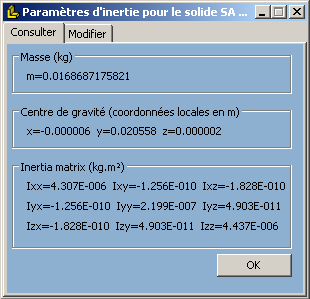 Paramètres d'inertie pour le solide SA ...
Consulter Modifier
Masse (kg)
m=0.0168687175821
Centre de gravité (coordonnées locales en m)
x=-0.000006 y=0.020558 z=0.000002
Inertia matrix (kg.m²)
Ixx=4.307E-006 Ixy=-1.256E-010 Ixz=-1.828E-010
Iyx=-1.256E-010 Iyy=2.199E-007 Iyz=4.903E-011
Izx=-1.828E-010 Izy=4.903E-011 Izz=4.437E-006
OK